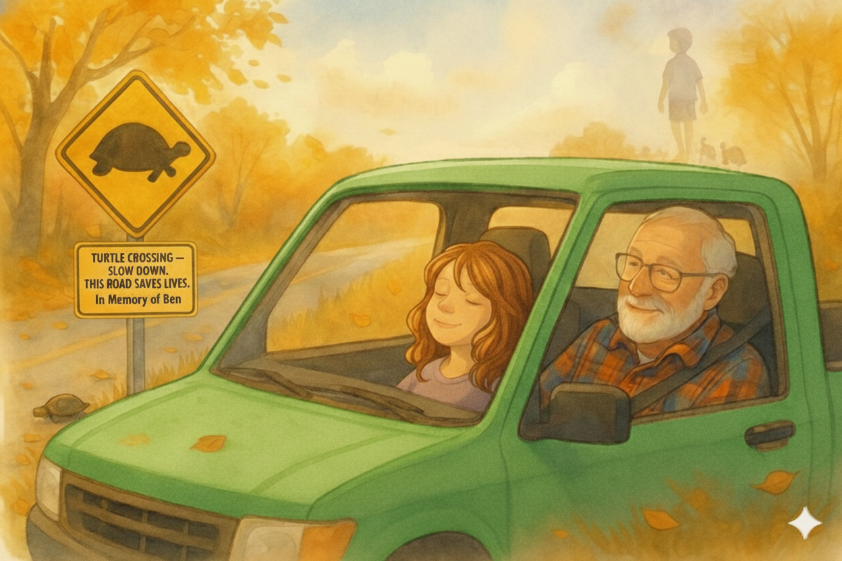 TURTLE CROSSING —
SLOW DOWN.
THIS ROAD SAVES LIVES.
In Memory of Ben